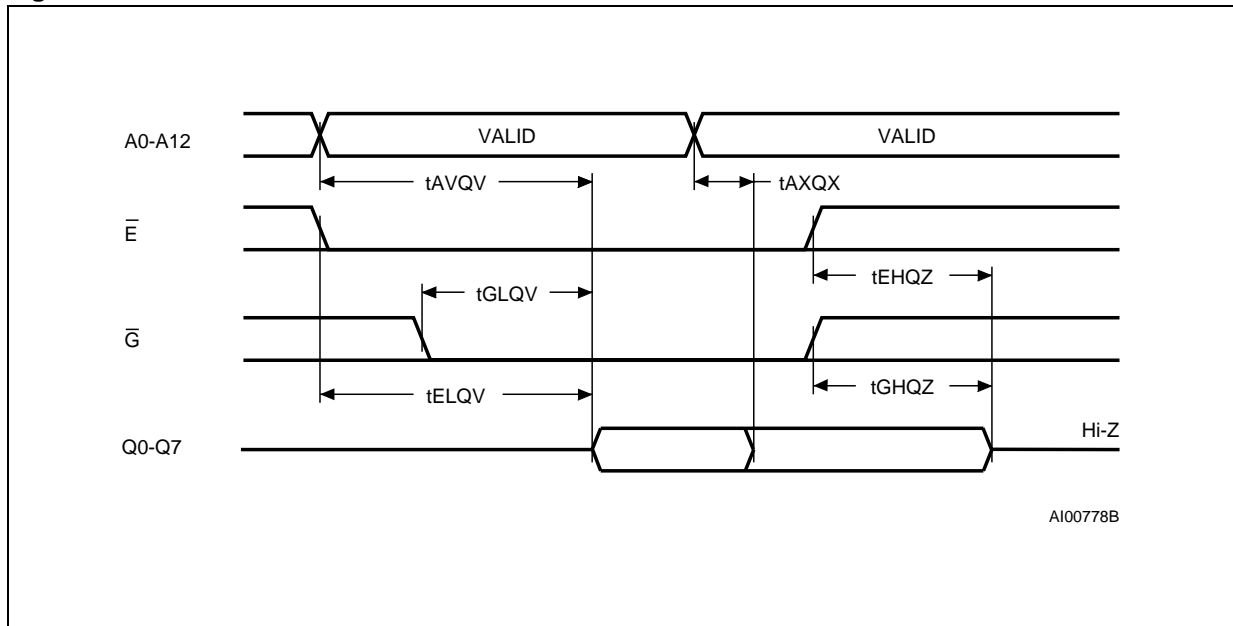 A0-A12
VALID
VALID
tAVQV
tAXQX
E̅
tEHQZ
tGLQV
G̅
tGHQZ
tELQV
Q0-Q7
Hi-Z
AI00778B